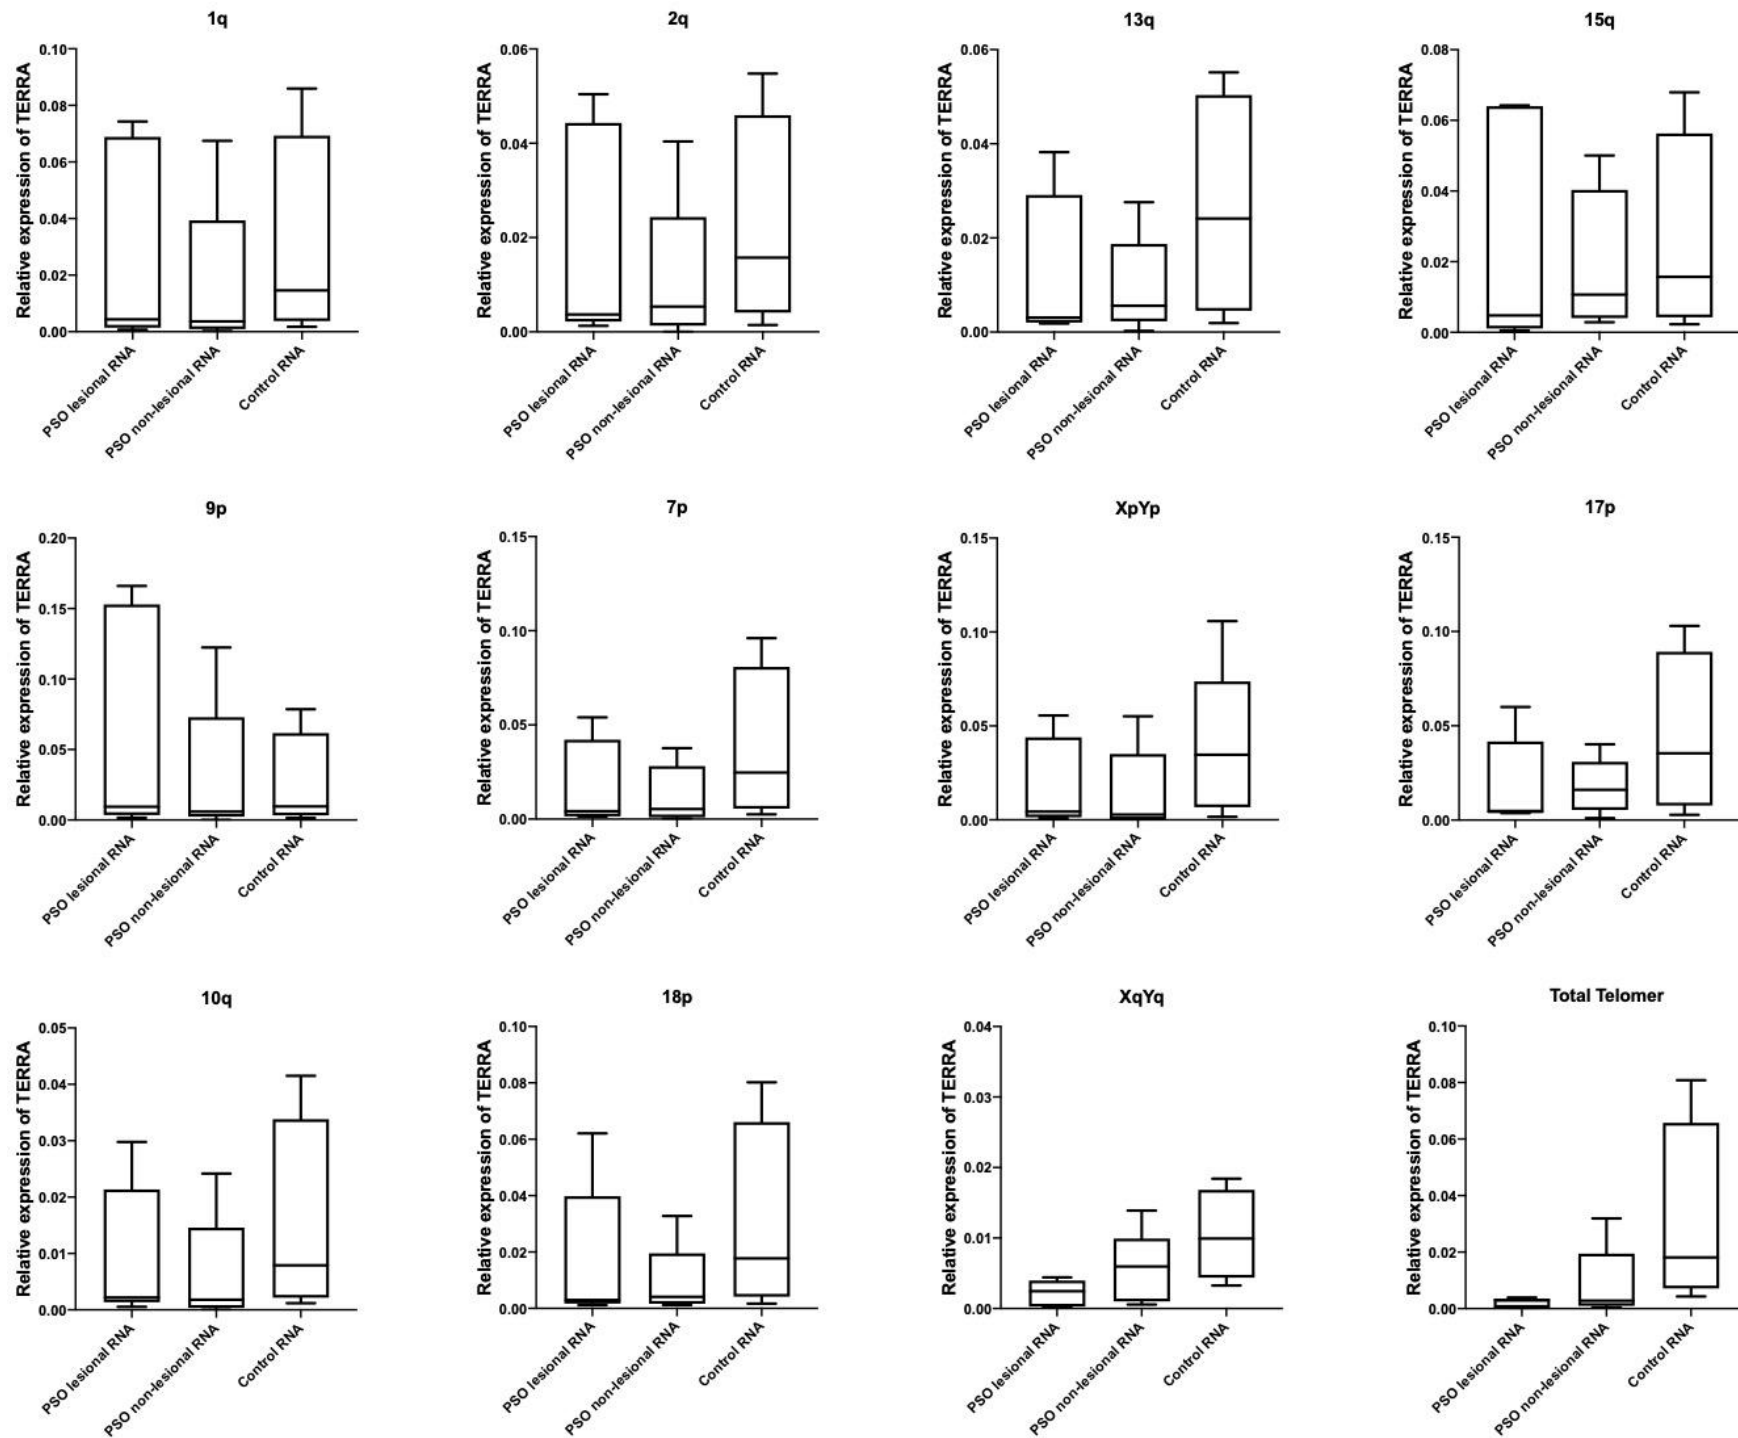 1q
Relative expression of TERRA
0.10
0.08
0.06
0.04
0.02
0.00
PSO lesional RNA
PSO non-lesional RNA
Control RNA
2q
Relative expression of TERRA
0.06
0.04
0.02
0.00
PSO lesional RNA
PSO non-lesional RNA
Control RNA
13q
Relative expression of TERRA
0.06
0.04
0.02
0.00
PSO lesional RNA
PSO non-lesional RNA
Control RNA
15q
Relative expression of TERRA
0.08
0.06
0.04
0.02
0.00
PSO lesional RNA
PSO non-lesional RNA
Control RNA
9p
Relative expression of TERRA
0.20
0.15
0.10
0.05
0.00
PSO lesional RNA
PSO non-lesional RNA
Control RNA
7p
Relative expression of TERRA
0.15
0.10
0.05
0.00
PSO lesional RNA
PSO non-lesional RNA
Control RNA
XpYp
Relative expression of TERRA
0.15
0.10
0.05
0.00
PSO lesional RNA
PSO non-lesional RNA
Control RNA
17p
Relative expression of TERRA
0.15
0.10
0.05
0.00
PSO lesional RNA
PSO non-lesional RNA
Control RNA
10q
Relative expression of TERRA
0.05
0.04
0.03
0.02
0.01
0.00
PSO lesional RNA
PSO non-lesional RNA
Control RNA
18p
Relative expression of TERRA
0.10
0.08
0.06
0.04
0.02
0.00
PSO lesional RNA
PSO non-lesional RNA
Control RNA
XqYq
Relative expression of TERRA
0.04
0.03
0.02
0.01
0.00
PSO lesional RNA
PSO non-lesional RNA
Control RNA
Total Telomer
Relative expression of TERRA
0.10
0.08
0.06
0.04
0.02
0.00
PSO lesional RNA
PSO non-lesional RNA
Control RNA